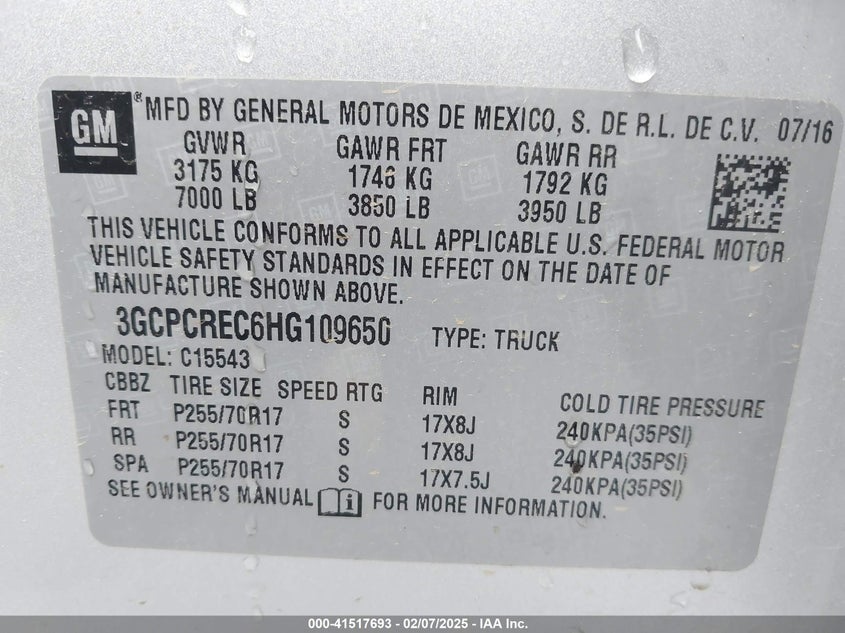 GM ® MFD BY GENERAL MOTORS DE MEXICO, S. DE R.L. DE C.V. 07/16
GVWR GAWR FRT GAWR RR
3175 KG 1746 KG 1792 KG
7000 LB 3850 LB 3950 LB
THIS VEHICLE CONFORMS TO ALL APPLICABLE U.S. FEDERAL MOTOR
VEHICLE SAFETY STANDARDS IN EFFECT ON THE DATE OF
MANUFACTURE SHOWN ABOVE.
3GCPCREC6HG109650 TYPE: TRUCK
MODEL: C15543
CBBZ TIRE SIZE SPEED RTG RIM COLD TIRE PRESSURE
FRT P255/70R17 S 17X8J 240KPA(35PSI)
RR P255/70R17 S 17X8J 240KPA(35PSI)
SPA P255/70R17 S 17X7.5J 240KPA(35PSI)
SEE OWNER'S MANUAL FOR MORE INFORMATION.
000-41517693 - 02/07/2025 - IAA Inc.